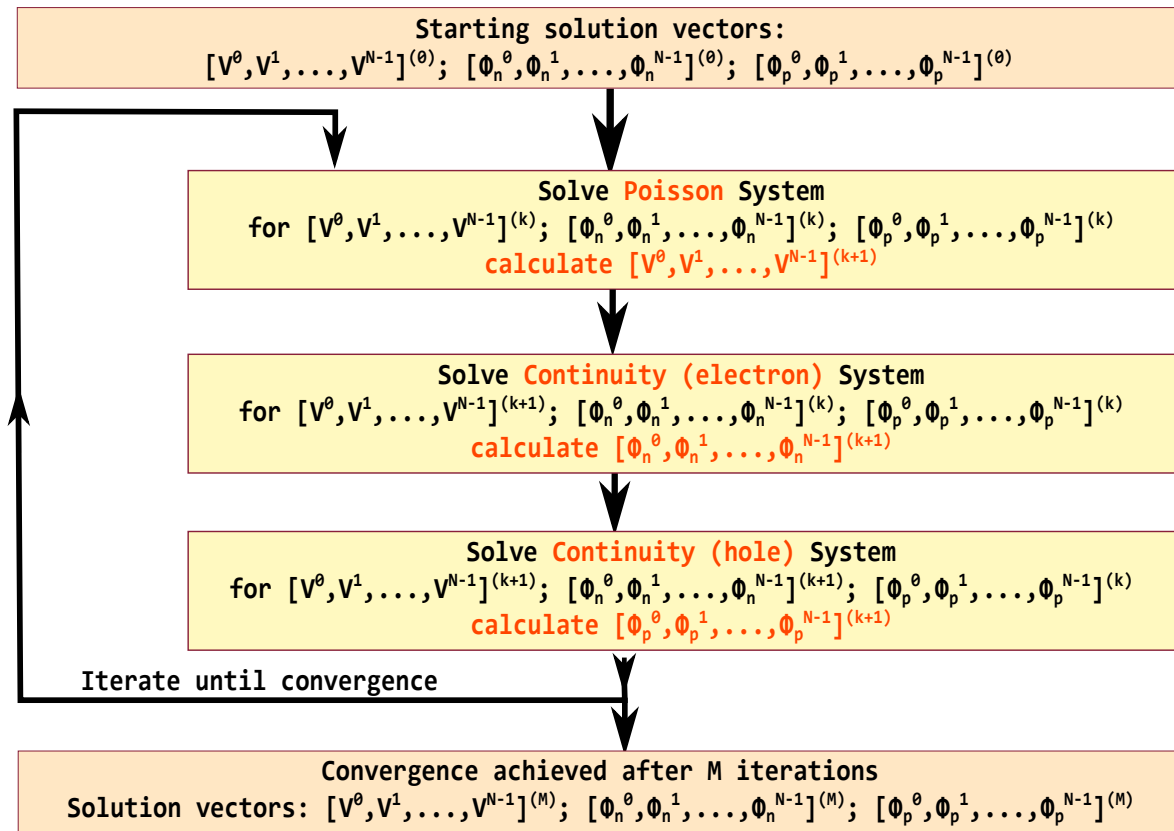 Starting solution vectors:
[V⁰,V¹,...,Vᴺ⁻¹]⁽⁰⁾; [Φₙ⁰,Φₙ¹,...,Φₙᴺ⁻¹]⁽⁰⁾; [Φₚ⁰,Φₚ¹,...,Φₚᴺ⁻¹]⁽⁰⁾
Solve Poisson System
for [V⁰,V¹,...,Vᴺ⁻¹]⁽ᵏ⁾; [Φₙ⁰,Φₙ¹,...,Φₙᴺ⁻¹]⁽ᵏ⁾; [Φₚ⁰,Φₚ¹,...,Φₚᴺ⁻¹]⁽ᵏ⁾
calculate [V⁰,V¹,...,Vᴺ⁻¹]⁽ᵏ⁺¹⁾
Solve Continuity (electron) System
for [V⁰,V¹,...,Vᴺ⁻¹]⁽ᵏ⁺¹⁾; [Φₙ⁰,Φₙ¹,...,Φₙᴺ⁻¹]⁽ᵏ⁾; [Φₚ⁰,Φₚ¹,...,Φₚᴺ⁻¹]⁽ᵏ⁾
calculate [Φₙ⁰,Φₙ¹,...,Φₙᴺ⁻¹]⁽ᵏ⁺¹⁾
Solve Continuity (hole) System
for [V⁰,V¹,...,Vᴺ⁻¹]⁽ᵏ⁺¹⁾; [Φₙ⁰,Φₙ¹,...,Φₙᴺ⁻¹]⁽ᵏ⁺¹⁾; [Φₚ⁰,Φₚ¹,...,Φₚᴺ⁻¹]⁽ᵏ⁾
calculate [Φₚ⁰,Φₚ¹,...,Φₚᴺ⁻¹]⁽ᵏ⁺¹⁾
Iterate until convergence
Convergence achieved after M iterations
Solution vectors: [V⁰,V¹,...,Vᴺ⁻¹]⁽ᴹ⁾; [Φₙ⁰,Φₙ¹,...,Φₙᴺ⁻¹]⁽ᴹ⁾; [Φₚ⁰,Φₚ¹,...,Φₚᴺ⁻¹]⁽ᴹ⁾